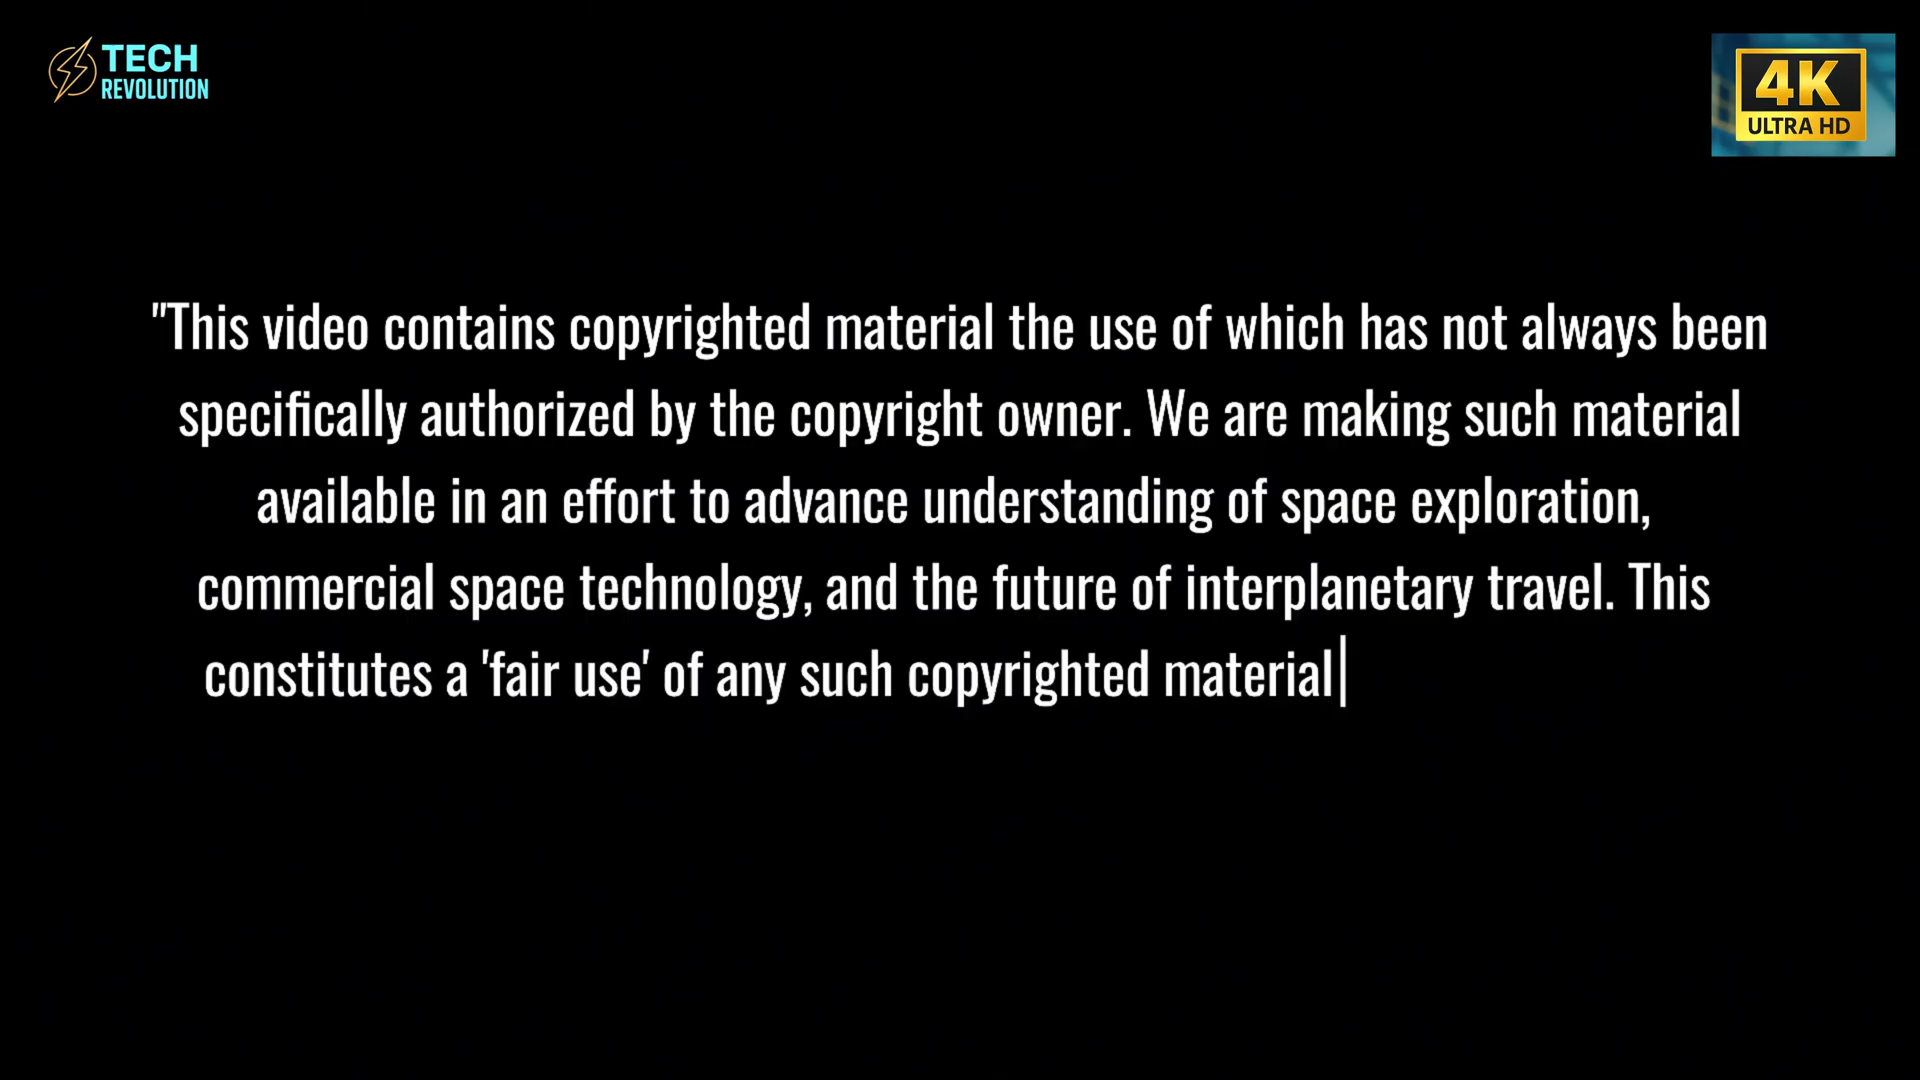 TECH
REVOLUTION
4K
ULTRA HD
"This video contains copyrighted material the use of which has not always been
specifically authorized by the copyright owner. We are making such material
available in an effort to advance understanding of space exploration,
commercial space technology, and the future of interplanetary travel. This
constitutes a 'fair use' of any such copyrighted material